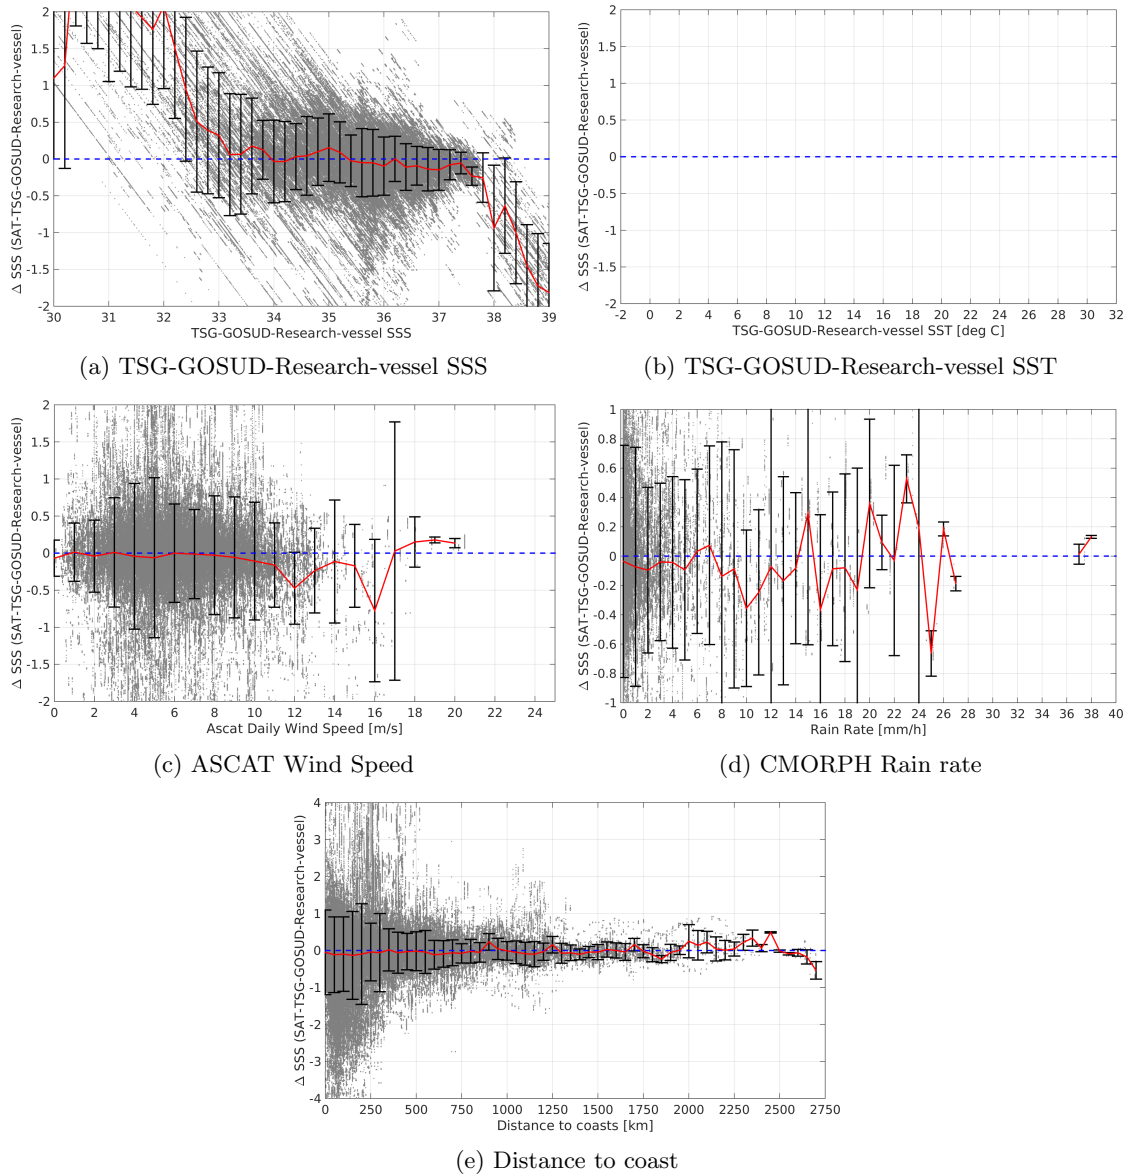 Δ SSS (SAT-TSG-GOSUD-Research-vessel)
2
1.5
1
0.5
0
-0.5
-1
-1.5
-2
30 31 32 33 34 35 36 37 38 39
TSG-GOSUD-Research-vessel SSS
(a) TSG-GOSUD-Research-vessel SSS
Δ SSS (SAT-TSG-GOSUD-Research-vessel)
2
1.5
1
0.5
0
-0.5
-1
-1.5
-2
-2 0 2 4 6 8 10 12 14 16 18 20 22 24 26 28 30 32
TSG-GOSUD-Research-vessel SST [deg C]
(b) TSG-GOSUD-Research-vessel SST
Δ SSS (SAT-TSG-GOSUD-Research-vessel)
2
1.5
1
0.5
0
-0.5
-1
-1.5
-2
0 2 4 6 8 10 12 14 16 18 20 22 24
Ascat Daily Wind Speed [m/s]
(c) ASCAT Wind Speed
Δ SSS (SAT-TSG-GOSUD-Research-vessel)
1
0.8
0.6
0.4
0.2
0
-0.2
-0.4
-0.6
-0.8
-1
0 2 4 6 8 10 12 14 16 18 20 22 24 26 28 30 32 34 36 38 40
Rain Rate [mm/h]
(d) CMORPH Rain rate
Δ SSS (SAT-TSG-GOSUD-Research-vessel)
4
3
2
1
0
-1
-2
-3
-4
0 250 500 750 1000 1250 1500 1750 2000 2250 2500 2750
Distance to coasts [km]
(e) Distance to coast